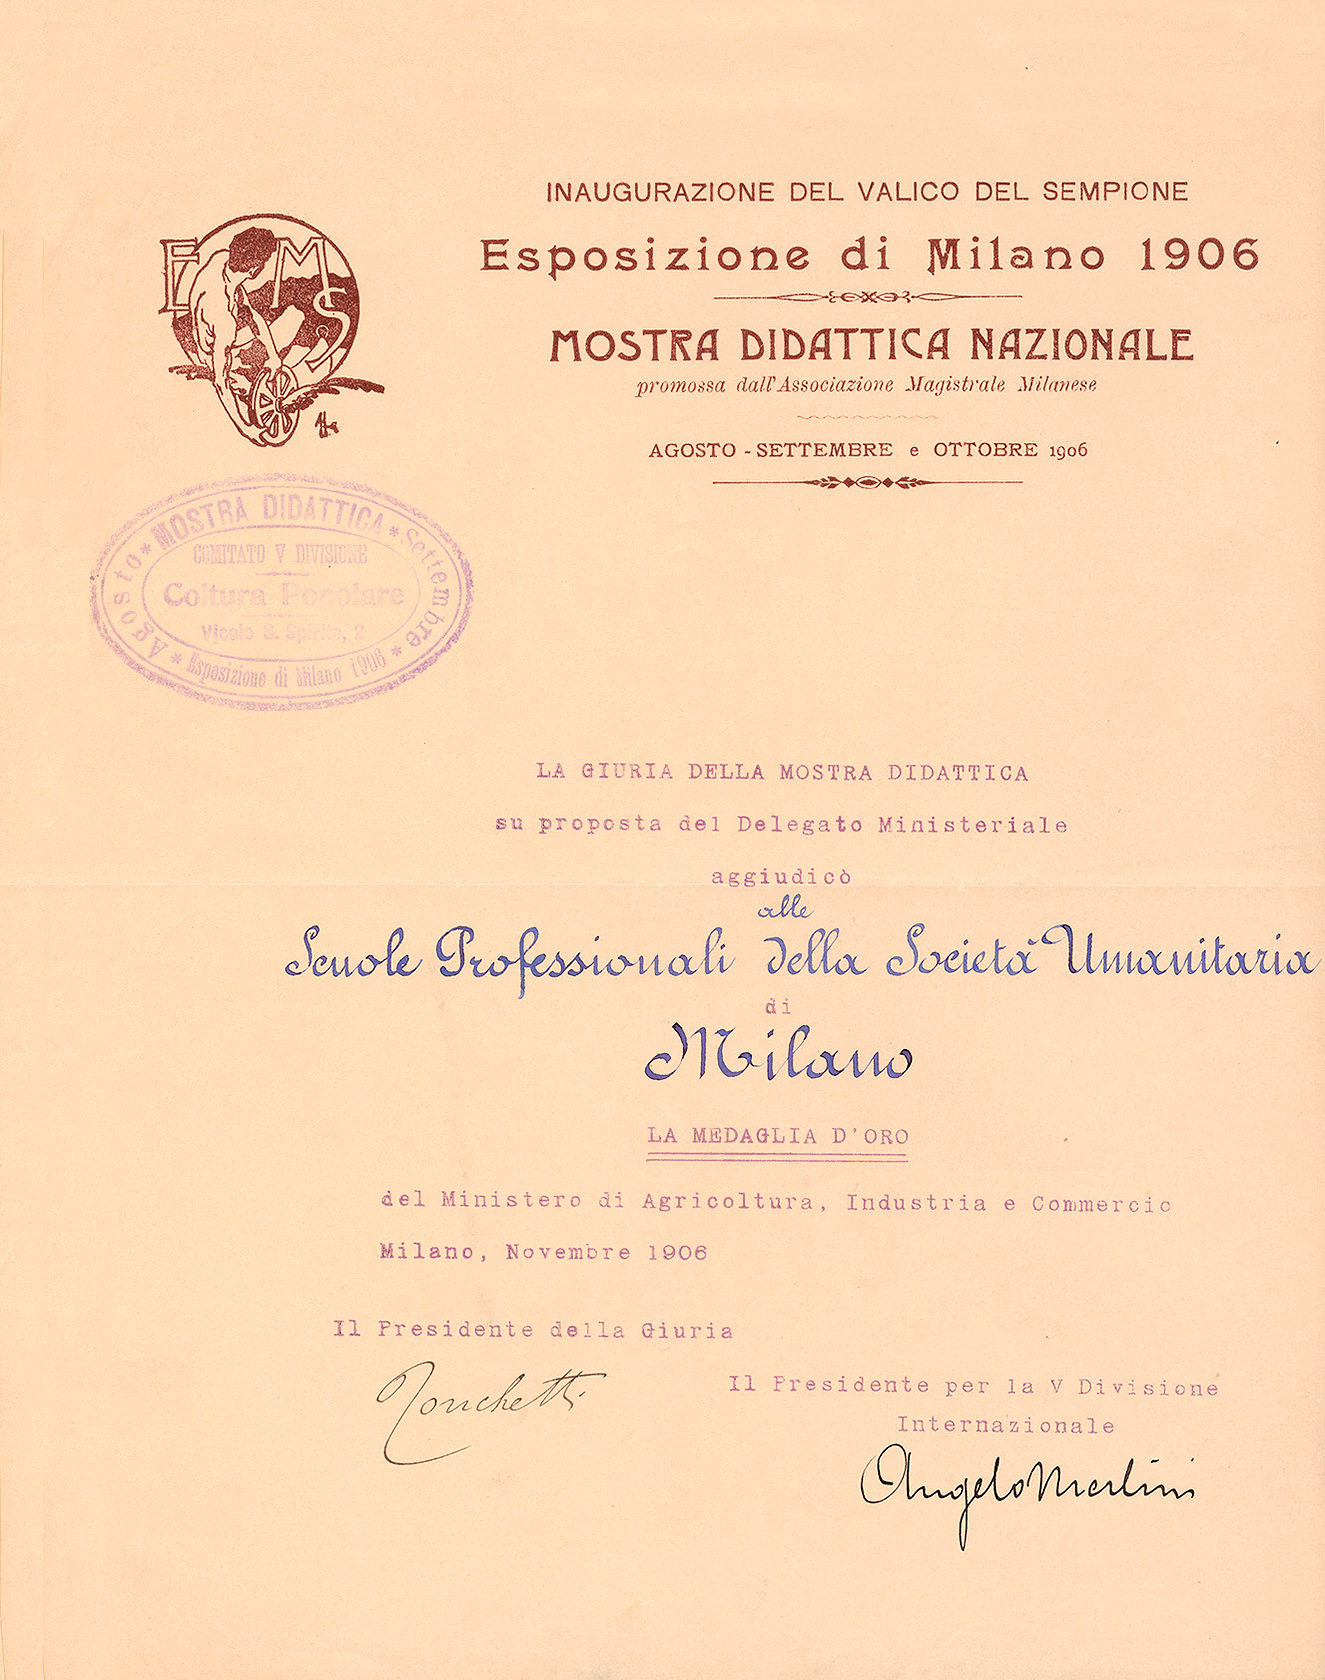 INAUGURAZIONE DEL VALICO DEL SEMPIONE
Esposizione di Milano 1906
MOSTRA DIDATTICA NAZIONALE
promossa dall'Associazione Magistrale Milanese
AGOSTO - SETTEMBRE e OTTOBRE 1906
E M S
MOSTRA DIDATTICA
Agosto * * Settembre
COMITATO V DIVISIONE
Coltura Popolare
Vicolo S. Spirito, 2
* Esposizione di Milano 1906 *
LA GIURIA DELLA MOSTRA DIDATTICA
su proposta del Delegato Ministeriale
aggiudicò
alle
Scuole Professionali della Società Umanitaria
di
Milano
LA MEDAGLIA D'ORO
del Ministero di Agricoltura, Industria e Commercio
Milano, Novembre 1906
Il Presidente della Giuria
Ronchetti
Il Presidente per la V Divisione
Internazionale
Angelo Merlini